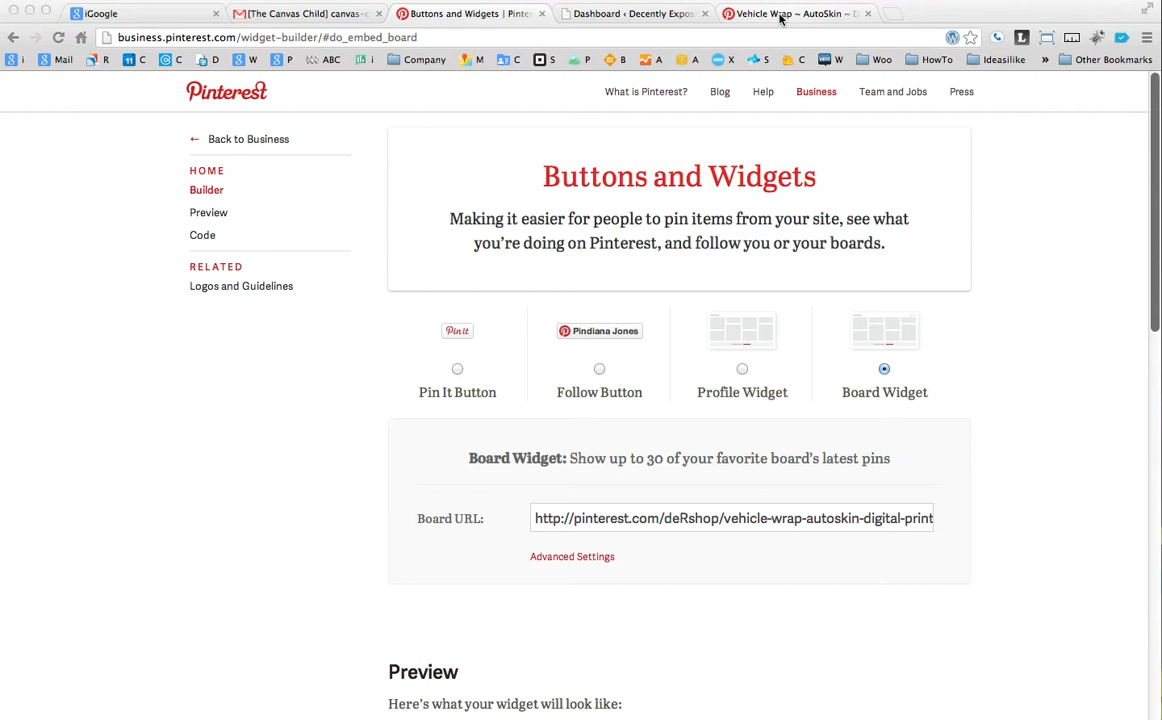 iGoogle
[The Canvas Child] canvas-c
Buttons and Widgets | Pinter
Dashboard ‹ Decently Expos
Vehicle Wrap ~ AutoSkin ~ D
business.pinterest.com/widget-builder/#do_embed_board
i Mail R C C D W P ABC i Company M C S P B A A X S C W Woo HowTo Ideasilike » Other Bookmarks
Pinterest
What is Pinterest? Blog Help Business Team and Jobs Press
← Back to Business
HOME
Builder
Preview
Code
RELATED
Logos and Guidelines
Buttons and Widgets
Making it easier for people to pin items from your site, see what
you're doing on Pinterest, and follow you or your boards.
Pin it
Pindiana Jones
Pin It Button
Follow Button
Profile Widget
Board Widget
Board Widget: Show up to 30 of your favorite board's latest pins
Board URL: http://pinterest.com/deRshop/vehicle-wrap-autoskin-digital-print
Advanced Settings
Preview
Here's what your widget will look like: